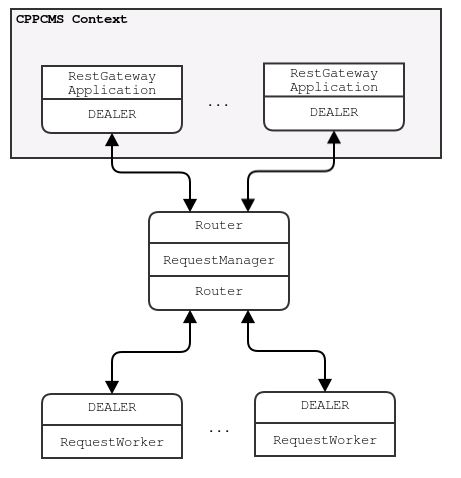 CPPCMS Context
RestGateway
Application
DEALER
...
RestGateway
Application
DEALER
Router
RequestManager
Router
DEALER
RequestWorker
...
DEALER
RequestWorker